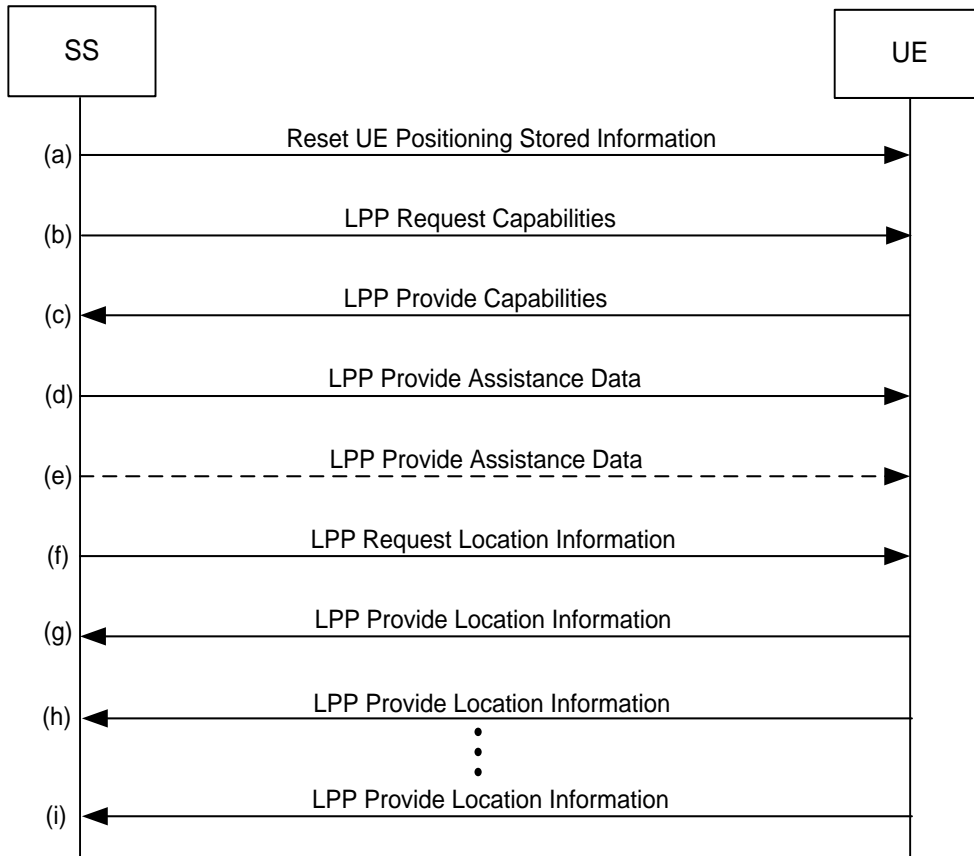 SS
UE
(a)
Reset UE Positioning Stored Information
(b)
LPP Request Capabilities
(c)
LPP Provide Capabilities
(d)
LPP Provide Assistance Data
(e)
LPP Provide Assistance Data
(f)
LPP Request Location Information
(g)
LPP Provide Location Information
(h)
LPP Provide Location Information
(i)
LPP Provide Location Information